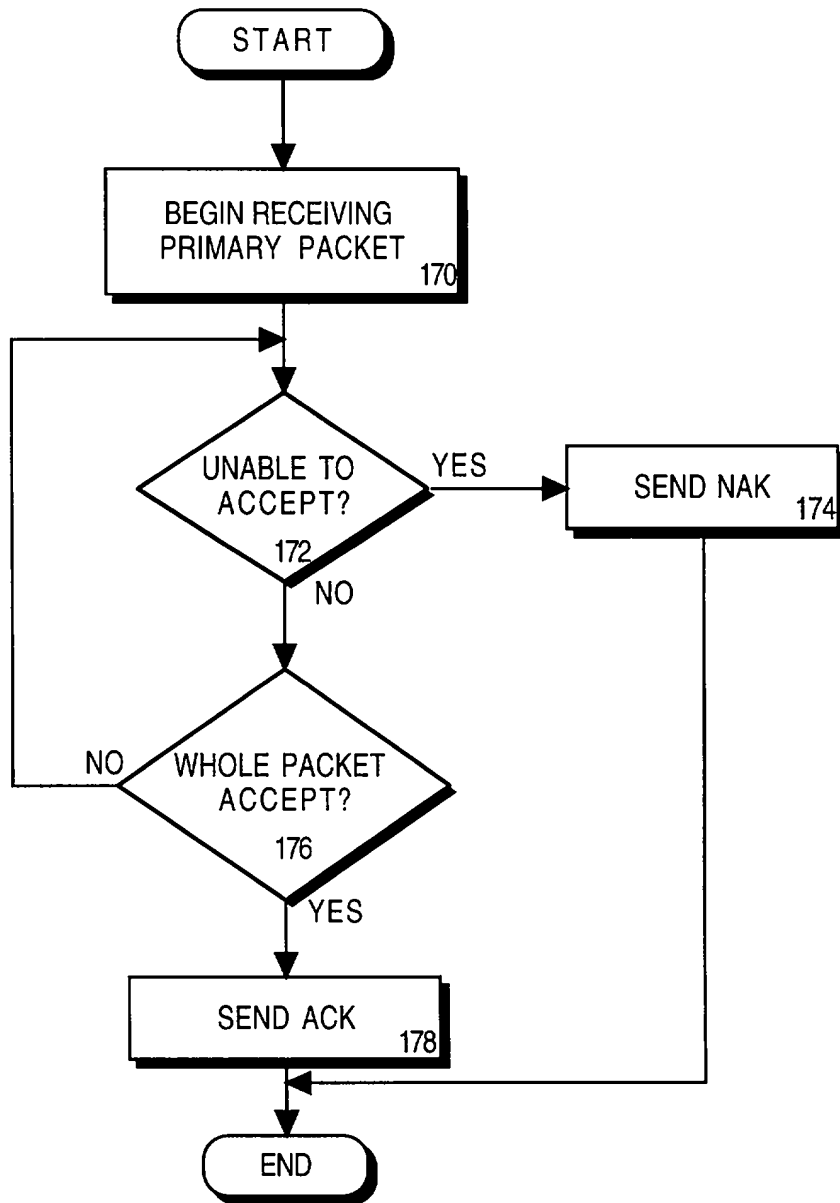 START
BEGIN RECEIVING
PRIMARY PACKET
170
UNABLE TO
ACCEPT?
172
YES
SEND NAK
174
NO
WHOLE PACKET
ACCEPT?
176
NO
YES
SEND ACK
178
END